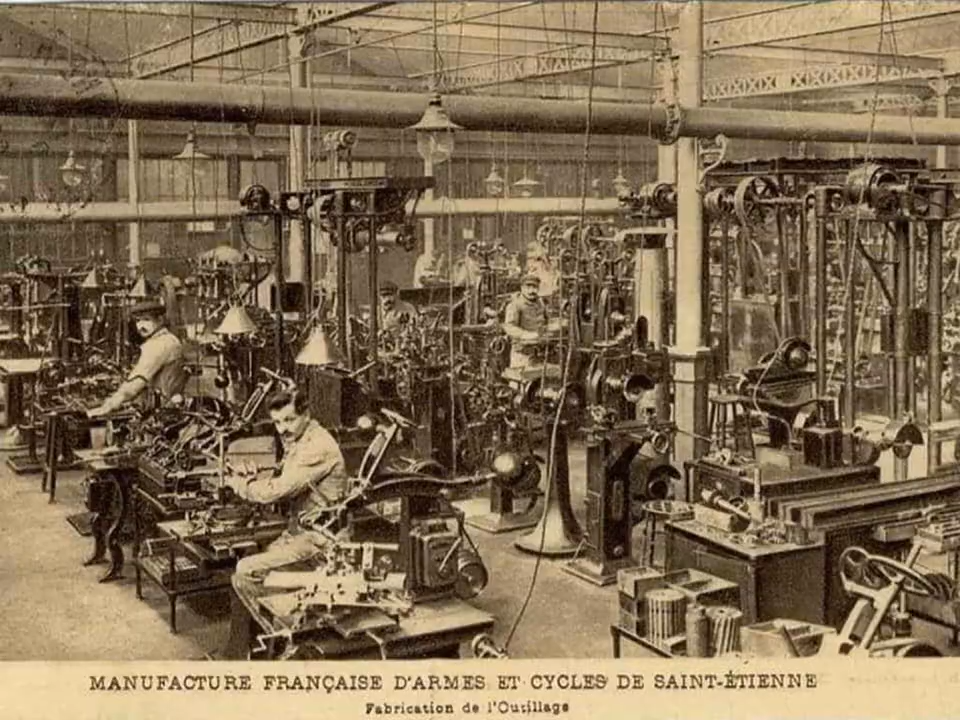 MANUFACTURE FRANÇAISE D'ARMES ET CYCLES DE SAINT-ÉTIENNE
Fabrication de l'Outillage